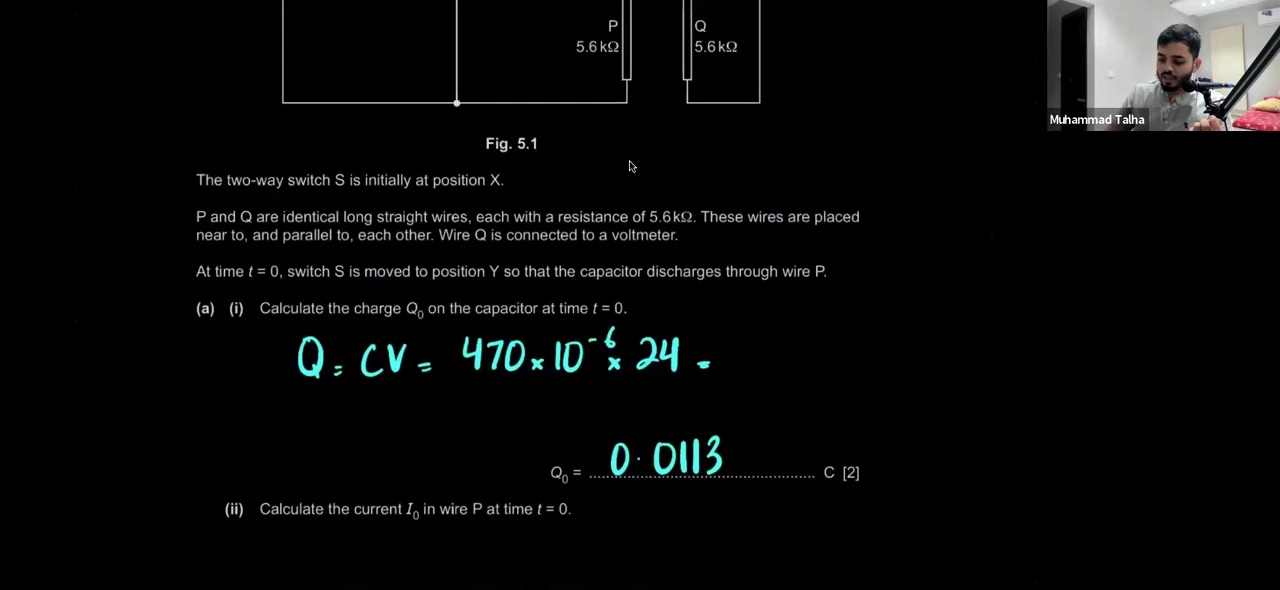 P
5.6 kΩ
Q
5.6 kΩ
Muhammad Talha
Fig. 5.1
The two-way switch S is initially at position X.
P and Q are identical long straight wires, each with a resistance of 5.6 kΩ. These wires are placed
near to, and parallel to, each other. Wire Q is connected to a voltmeter.
At time t = 0, switch S is moved to position Y so that the capacitor discharges through wire P.
(a) (i) Calculate the charge Q₀ on the capacitor at time t = 0.
Q = CV = 470 × 10⁻⁶ × 24 =
Q₀ = 0.0113 C [2]
(ii) Calculate the current I₀ in wire P at time t = 0.